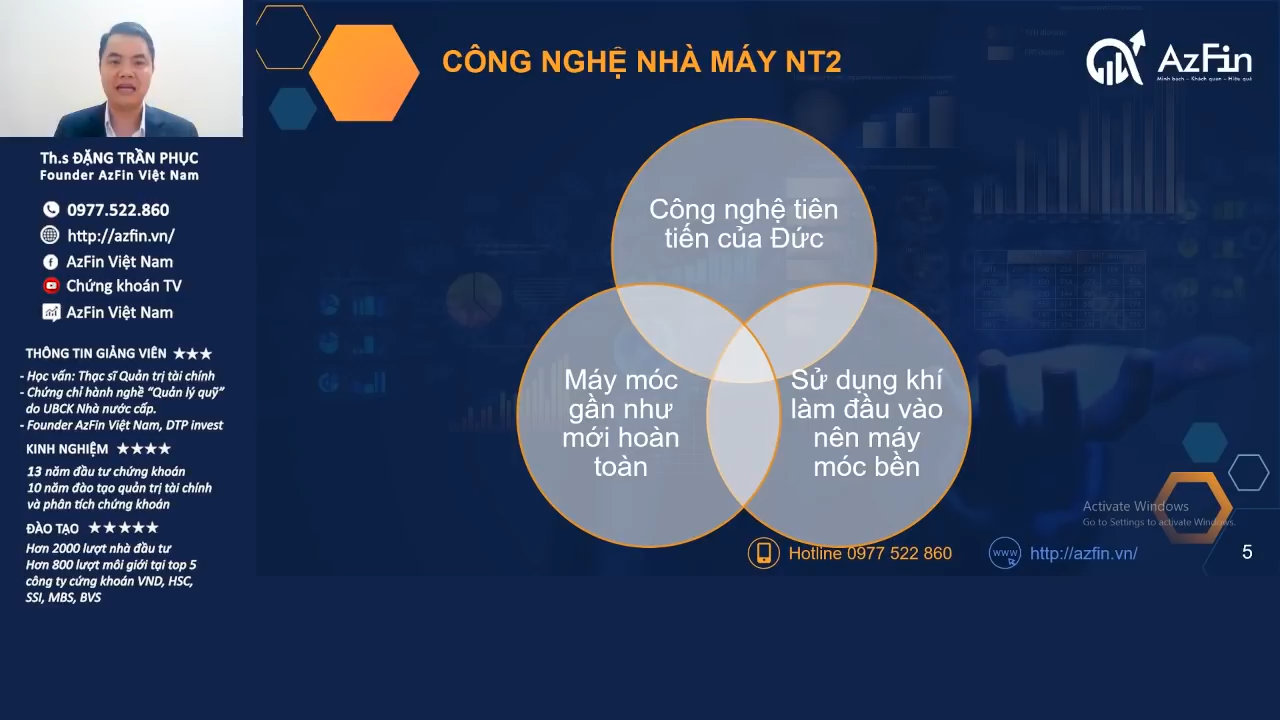 Th.s ĐẶNG TRẦN PHỤC
Founder AzFin Việt Nam
0977.522.860
http://azfin.vn/
AzFin Việt Nam
Chứng khoán TV
AzFin Việt Nam
THÔNG TIN GIẢNG VIÊN ★★★
- Học vấn: Thạc sĩ Quản trị tài chính
- Chứng chỉ hành nghề “Quản lý quỹ”
do UBCK Nhà nước cấp.
- Founder AzFin Việt Nam, DTP invest
KINH NGHIỆM ★★★★
13 năm đầu tư chứng khoán
10 năm đào tạo quản trị tài chính
và phân tích chứng khoán
ĐÀO TẠO ★★★★★
Hơn 2000 lượt nhà đầu tư
Hơn 800 lượt môi giới tại top 5
công ty cứng khoán VND, HSC,
SSI, MBS, BVS
CÔNG NGHỆ NHÀ MÁY NT2
AzFin
Minh bạch - Khách quan - Hiệu quả
Công nghệ tiên
tiến của Đức
Máy móc
gần như
mới hoàn
toàn
Sử dụng khí
làm đầu vào
nên máy
móc bền
Activate Windows
Go to Settings to activate Windows.
Hotline 0977 522 860
www
http://azfin.vn/
5